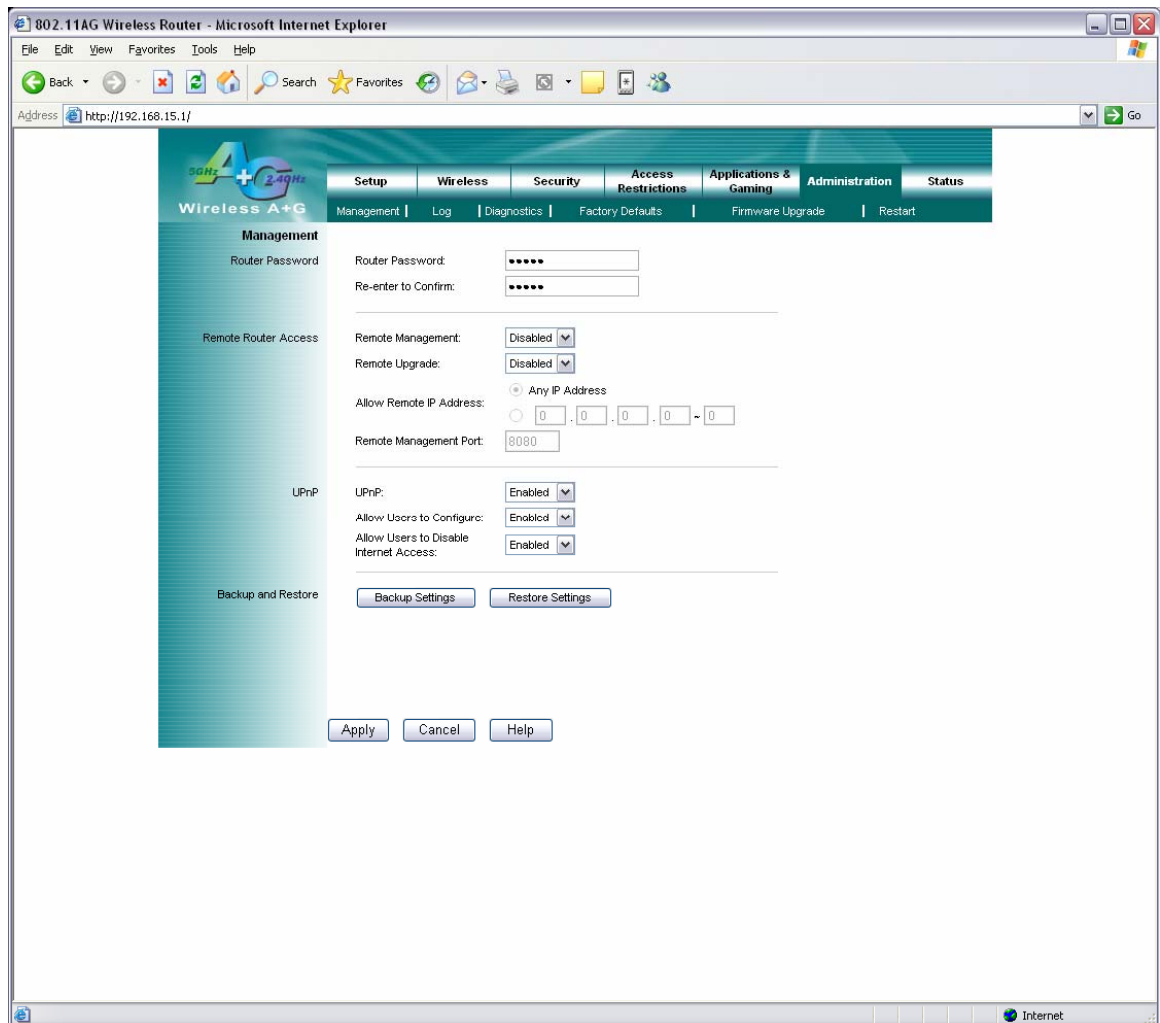 802.11AG Wireless Router - Microsoft Internet Explorer
File Edit View Favorites Tools Help
Back Search Favorites
Address http://192.168.15.1/ Go
5GHz A+G 2.4GHz
Wireless A+G
Setup Wireless Security Access Restrictions Applications & Gaming Administration Status
Management | Log | Diagnostics | Factory Defaults | Firmware Upgrade | Restart
Management
Router Password Router Password: •••••
Re-enter to Confirm: •••••
Remote Router Access Remote Management: Disabled
Remote Upgrade: Disabled
Allow Remote IP Address: Any IP Address
0 . 0 . 0 . 0 ~ 0
Remote Management Port: 8080
UPnP UPnP: Enabled
Allow Users to Configure: Enabled
Allow Users to Disable Internet Access: Enabled
Backup and Restore Backup Settings Restore Settings
Apply Cancel Help
Internet